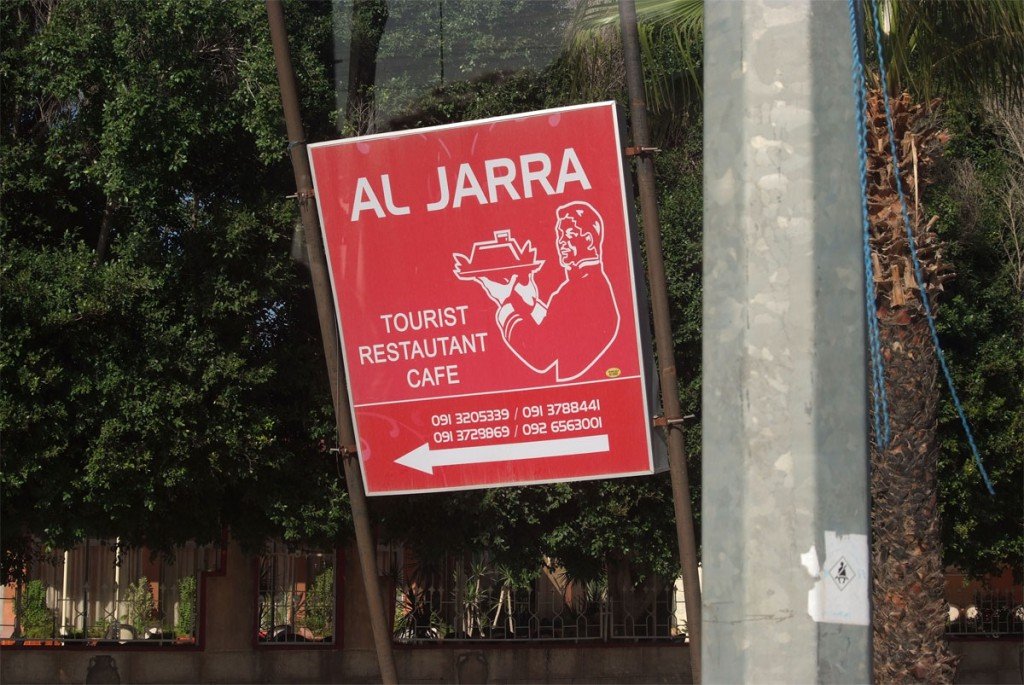 AL JARRA
TOURIST
RESTAUTANT
CAFE
091 3205339 / 091 3788441
091 3729869 / 092 6563001